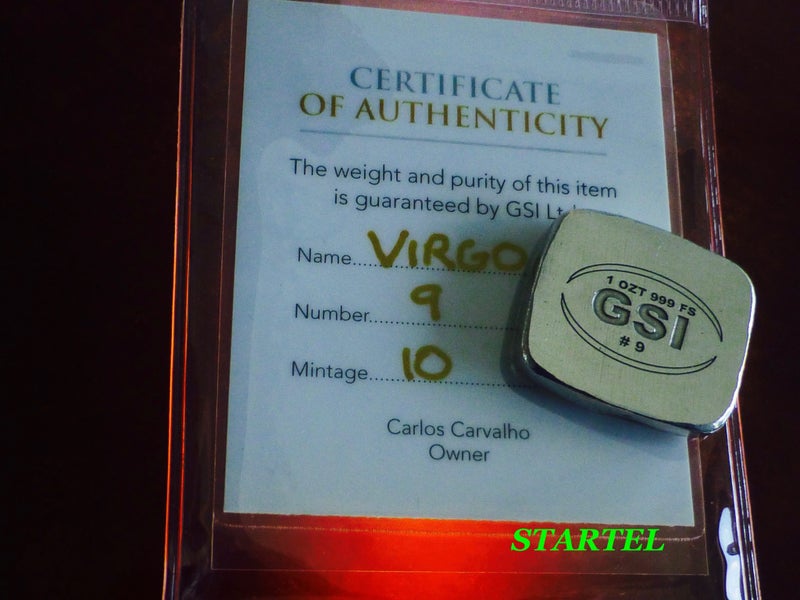 CERTIFICATE
OF AUTHENTICITY
The weight and purity of this item
is guaranteed by GSI
Name..................VIRGO
Number.................. 9
Mintage.................. 10
Carlos Carvalho
Owner
1 OZT 999 FS
GSI
# 9
STARTEL